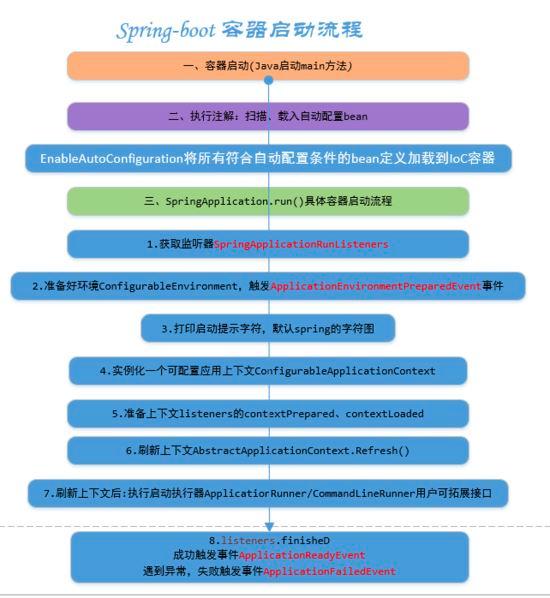 Spring-boot 容器启动流程
一、容器启动(Java启动main方法)
二、执行注解：扫描、载入自动配置bean
EnableAutoConfiguration将所有符合自动配置条件的bean定义加载到IoC容器
三、SpringApplication.run()具体容器启动流程
1.获取监听器SpringApplicationRunListeners
2.准备好环境ConfigurableEnvironment，触发ApplicationEnvironmentPreparedEvent事件
3.打印启动提示字符，默认spring的字符图
4.实例化一个可配置应用上下文ConfigurableApplicationContext
5.准备上下文listeners的contextPrepared、contextLoaded
6.刷新上下文AbstractApplicationContext.Refresh()
7.刷新上下文后:执行启动执行器ApplicationRunner/CommandLineRunner用户可拓展接口
8.listeners.finisheD
成功触发事件ApplicationReadyEvent
遇到异常，失败触发事件ApplicationFailedEvent